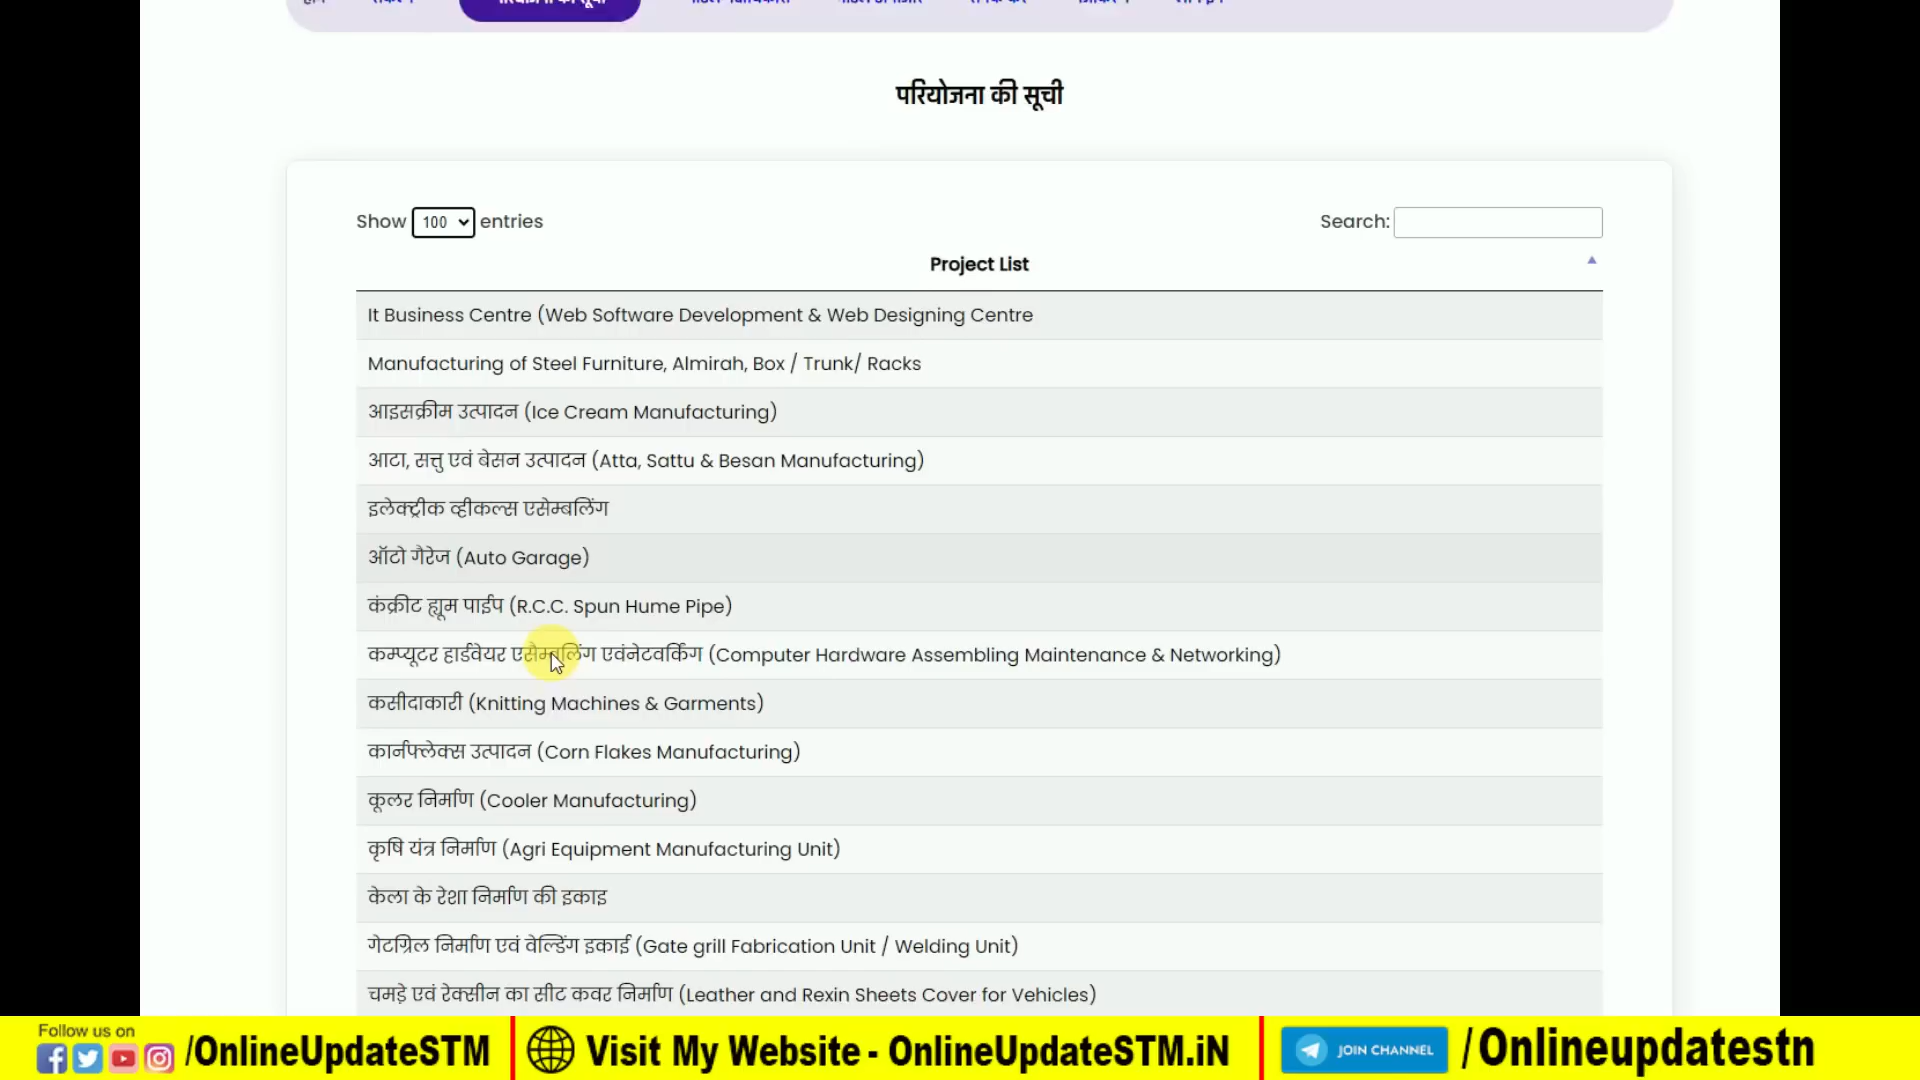 परियोजना की सूची
परियोजना की सूची
Show 100 entries
Search:
Project List
It Business Centre (Web Software Development & Web Designing Centre
Manufacturing of Steel Furniture, Almirah, Box / Trunk/ Racks
आइसक्रीम उत्पादन (Ice Cream Manufacturing)
आटा, सत्तु एवं बेसन उत्पादन (Atta, Sattu & Besan Manufacturing)
इलेक्ट्रीक व्हीकल्स एसेम्बलिंग
ऑटो गैरेज (Auto Garage)
कंक्रीट ह्यूम पाईप (R.C.C. Spun Hume Pipe)
कम्प्यूटर हार्डवेयर एसैम्बलिंग एवंनेटवर्किंग (Computer Hardware Assembling Maintenance & Networking)
कसीदाकारी (Knitting Machines & Garments)
कार्नफ्लेक्स उत्पादन (Corn Flakes Manufacturing)
कूलर निर्माण (Cooler Manufacturing)
कृषि यंत्र निर्माण (Agri Equipment Manufacturing Unit)
केला के रेशा निर्माण की इकाइ
गेटग्रिल निर्माण एवं वेल्डिंग इकाई (Gate grill Fabrication Unit / Welding Unit)
चमड़े एवं रेक्सीन का सीट कवर निर्माण (Leather and Rexin Sheets Cover for Vehicles)
Follow us on
/OnlineUpdateSTM
Visit My Website - OnlineUpdateSTM.iN
JOIN CHANNEL
/Onlineupdatestn